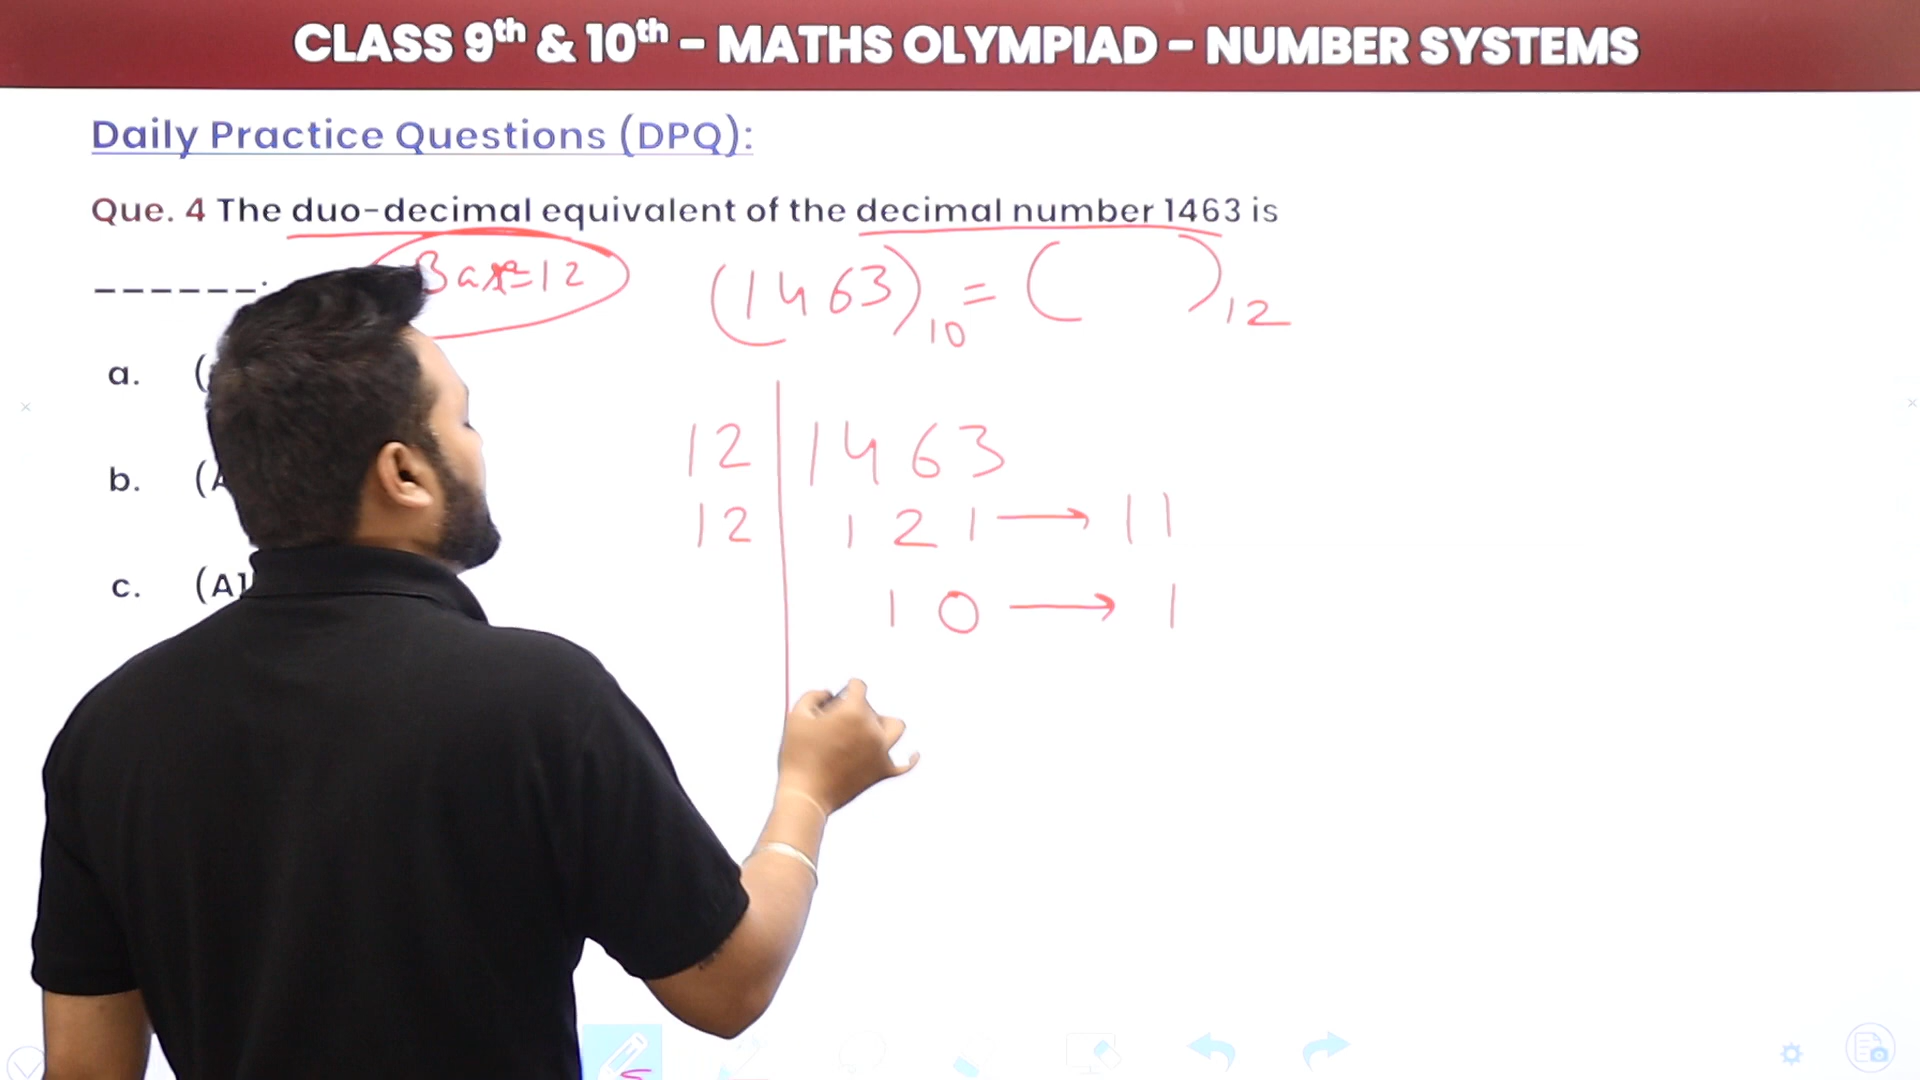 CLASS 9th & 10th – MATHS OLYMPIAD – NUMBER SYSTEMS
Daily Practice Questions (DPQ):
Que. 4 The duo-decimal equivalent of the decimal number 1463 is
______:
Base=12
(1463)10 = ( )12
a. (
b. (A
c. (A1
12 1463
12 121 → 11
10 → 1